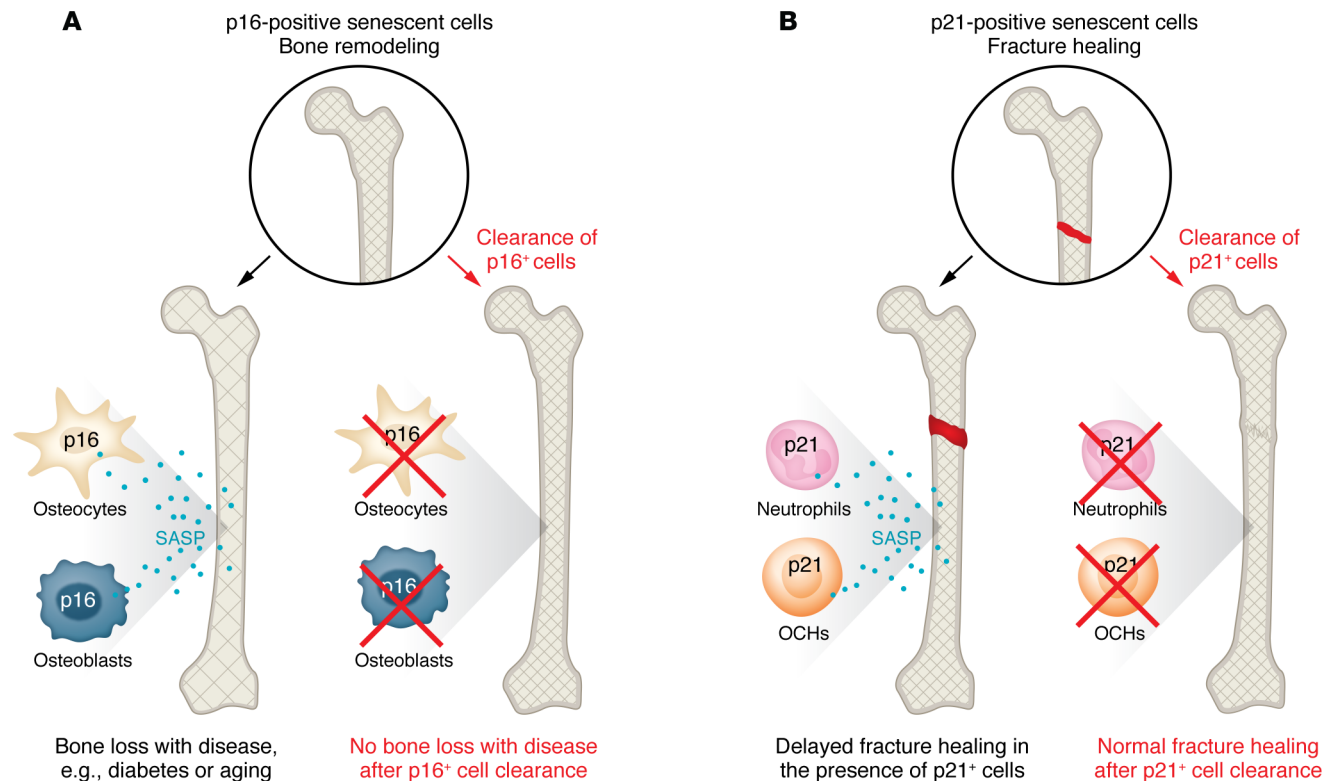 A
p16-positive senescent cells
Bone remodeling
Clearance of
p16⁺ cells
p16
Osteocytes
SASP
p16
Osteoblasts
p16
Osteocytes
p16
Osteoblasts
Bone loss with disease,
e.g., diabetes or aging
No bone loss with disease
after p16⁺ cell clearance
B
p21-positive senescent cells
Fracture healing
Clearance of
p21⁺ cells
p21
Neutrophils
SASP
p21
OCHs
p21
Neutrophils
p21
OCHs
Delayed fracture healing in
the presence of p21⁺ cells
Normal fracture healing
after p21⁺ cell clearance